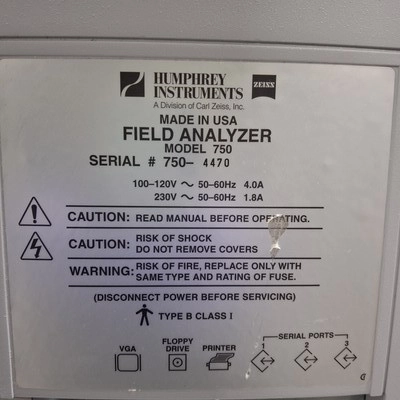 HUMPHREY
INSTRUMENTS
ZEISS
A Division of Carl Zeiss, Inc.
MADE IN USA
FIELD ANALYZER
MODEL 750
SERIAL # 750- 4470
100-120V ~ 50-60Hz 4.0A
230V ~ 50-60Hz 1.8A
CAUTION: READ MANUAL BEFORE OPERATING.
CAUTION: RISK OF SHOCK
DO NOT REMOVE COVERS
WARNING: RISK OF FIRE, REPLACE ONLY WITH
SAME TYPE AND RATING OF FUSE.
(DISCONNECT POWER BEFORE SERVICING)
TYPE B CLASS I
VGA
FLOPPY
DRIVE
PRINTER
SERIAL PORTS
1 2 3